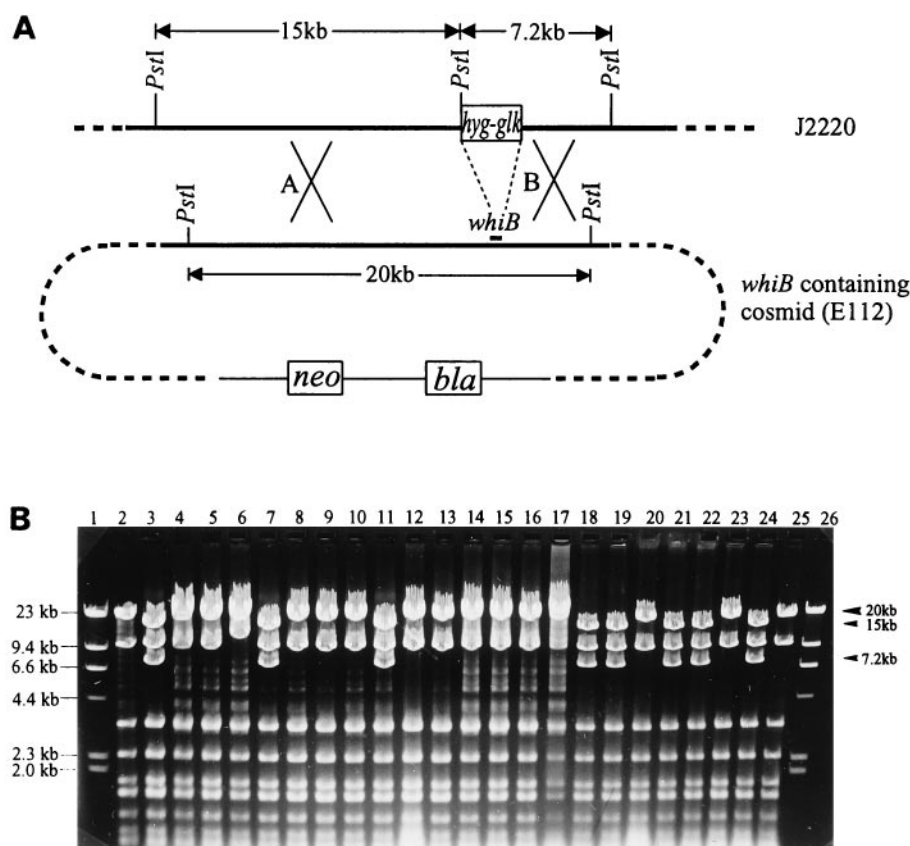 A
15kb 7.2kb
PstI PstI PstI
hyg-glk
J2220
A B
PstI whiB PstI
20kb
whiB containing
cosmid (E112)
neo bla
B
1 2 3 4 5 6 7 8 9 10 11 12 13 14 15 16 17 18 19 20 21 22 23 24 25 26
23 kb
9.4 kb
6.6 kb
4.4 kb
2.3 kb
2.0 kb
20kb
15kb
7.2kb